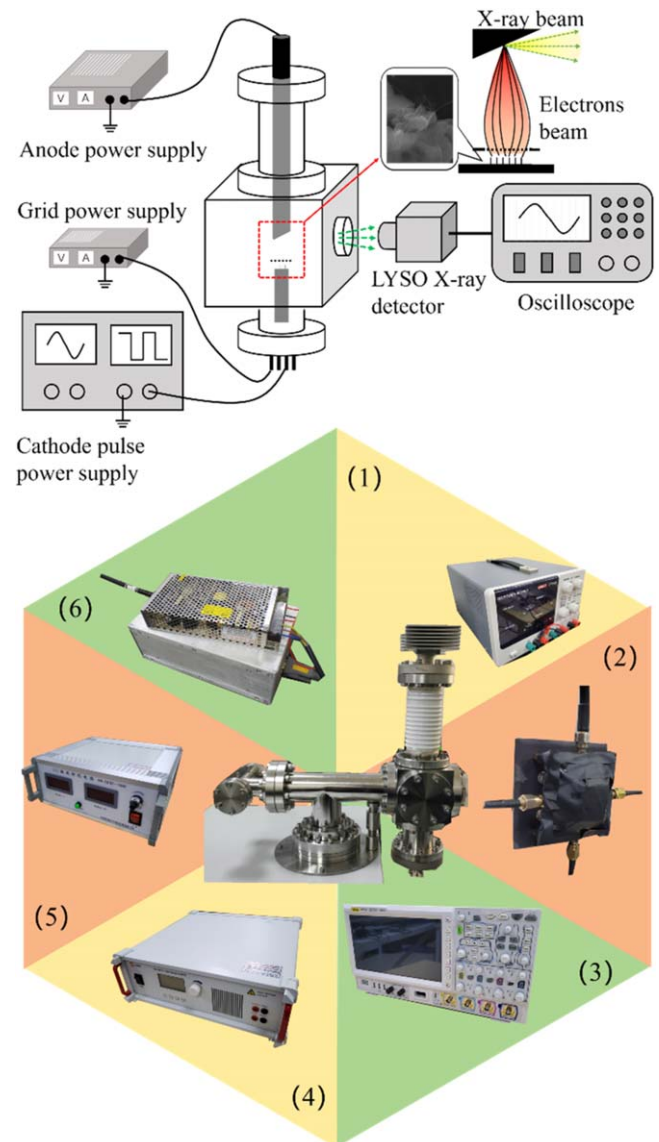 X-ray beam
Electrons
beam
V A
Anode power supply
Grid power supply
V A
LYSO X-ray
detector
Oscilloscope
Cathode pulse
power supply
(1)
(2)
(3)
(4)
(5)
(6)